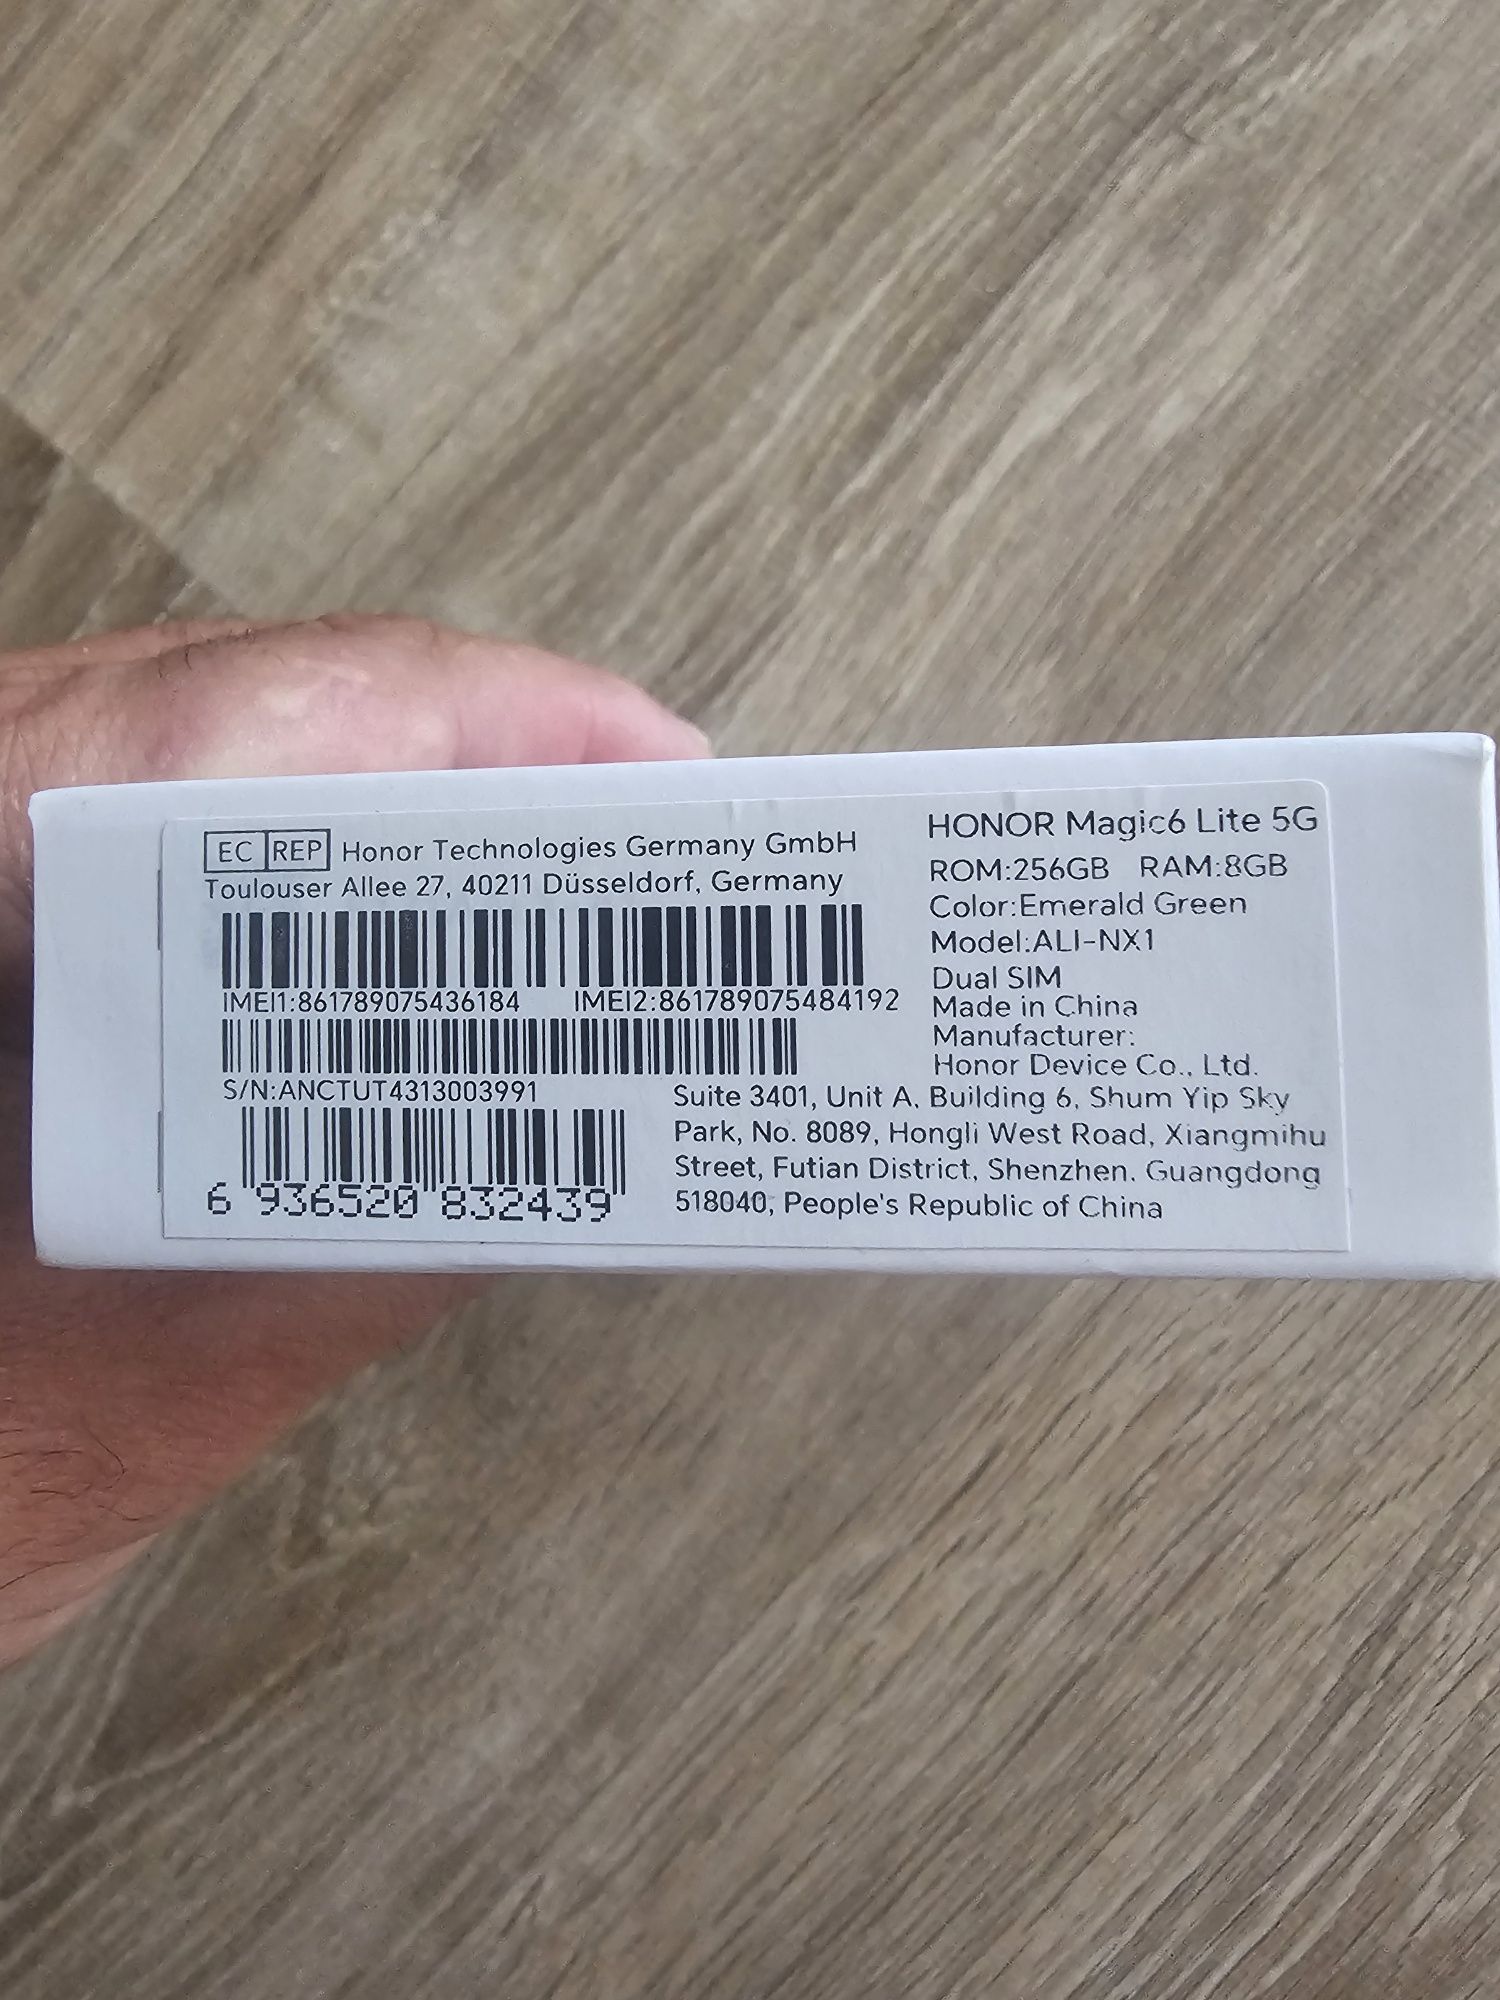 EC REP Honor Technologies Germany GmbH
Toulouser Allee 27, 40211 Düsseldorf, Germany
IMEI1:861789075436184 IMEI2:861789075484192
S/N:ANCTUT4313003991
6 936520 832439
HONOR Magic6 Lite 5G
ROM:256GB RAM:8GB
Color:Emerald Green
Model:ALI-NX1
Dual SIM
Made in China
Manufacturer:
Honor Device Co., Ltd.
Suite 3401, Unit A, Building 6, Shum Yip Sky
Park, No. 8089, Hongli West Road, Xiangmihu
Street, Futian District, Shenzhen, Guangdong
518040, People's Republic of China